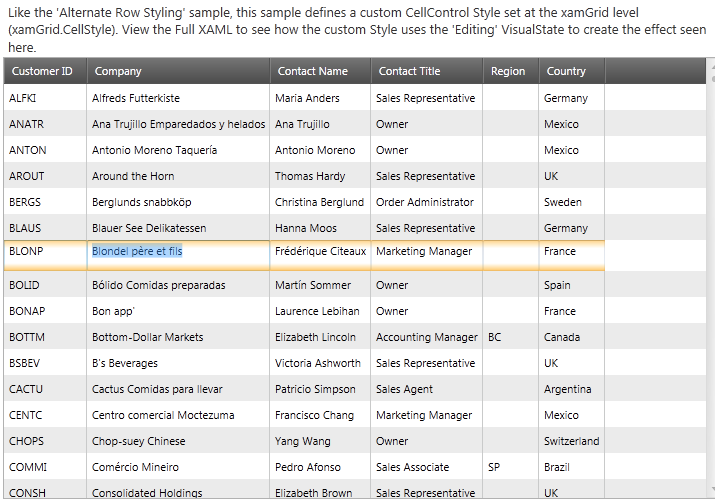 Like the 'Alternate Row Styling' sample, this sample defines a custom CellControl Style set at the xamGrid level
(xamGrid.CellStyle). View the Full XAML to see how the custom Style uses the 'Editing' VisualState to create the effect seen
here.
Customer ID Company Contact Name Contact Title Region Country
ALFKI Alfreds Futterkiste Maria Anders Sales Representative Germany
ANATR Ana Trujillo Emparedados y helados Ana Trujillo Owner Mexico
ANTON Antonio Moreno Taquería Antonio Moreno Owner Mexico
AROUT Around the Horn Thomas Hardy Sales Representative UK
BERGS Berglunds snabbköp Christina Berglund Order Administrator Sweden
BLAUS Blauer See Delikatessen Hanna Moos Sales Representative Germany
BLONP Blondel père et fils Frédérique Citeaux Marketing Manager France
BOLID Bólido Comidas preparadas Martín Sommer Owner Spain
BONAP Bon app' Laurence Lebihan Owner France
BOTTM Bottom-Dollar Markets Elizabeth Lincoln Accounting Manager BC Canada
BSBEV B's Beverages Victoria Ashworth Sales Representative UK
CACTU Cactus Comidas para llevar Patricio Simpson Sales Agent Argentina
CENTC Centro comercial Moctezuma Francisco Chang Marketing Manager Mexico
CHOPS Chop-suey Chinese Yang Wang Owner Switzerland
COMMI Comércio Mineiro Pedro Afonso Sales Associate SP Brazil
CONSH Consolidated Holdings Elizabeth Brown Sales Representative UK